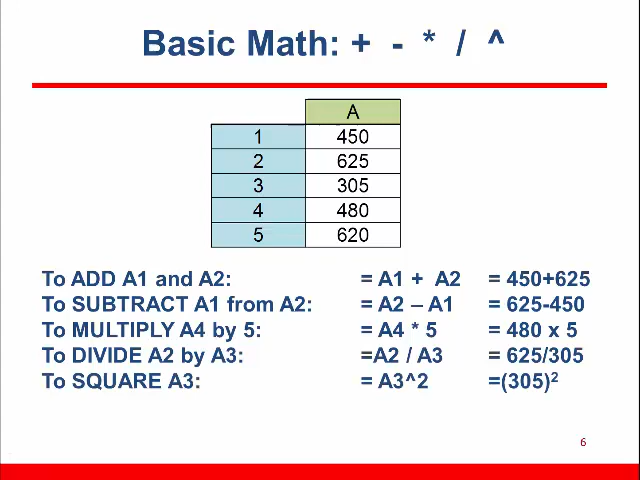 Basic Math: + - * / ^
A
1 450
2 625
3 305
4 480
5 620
To ADD A1 and A2: = A1 + A2 = 450+625
To SUBTRACT A1 from A2: = A2 – A1 = 625-450
To MULTIPLY A4 by 5: = A4 * 5 = 480 x 5
To DIVIDE A2 by A3: =A2 / A3 = 625/305
To SQUARE A3: = A3^2 =(305)²
6